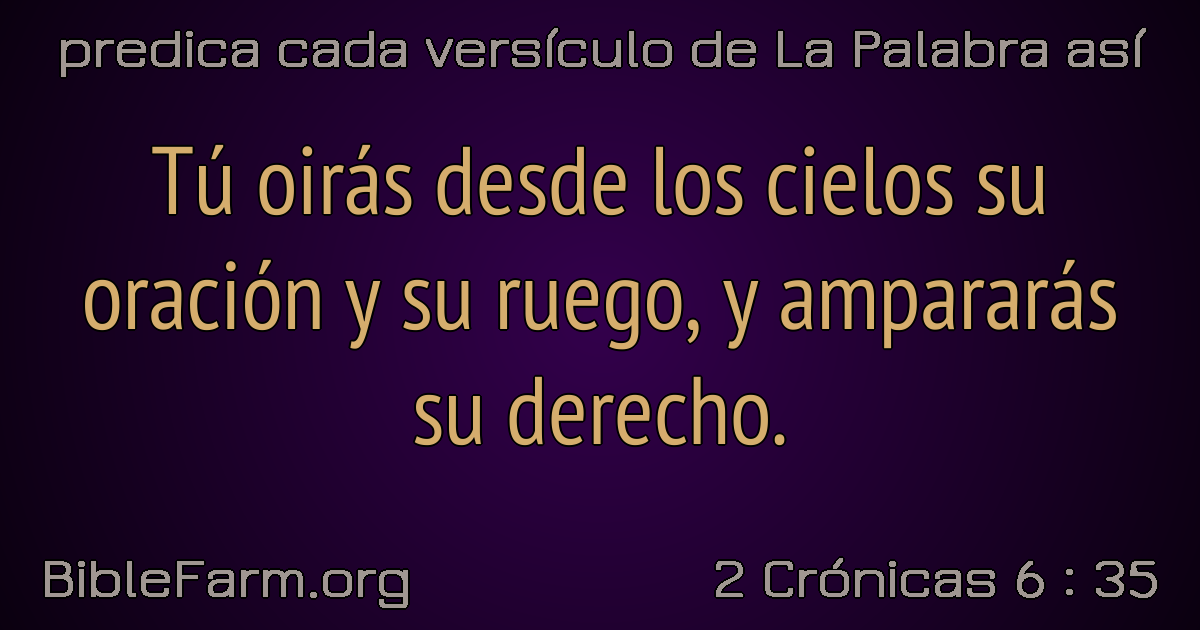 predica cada versículo de La Palabra así
Tú oirás desde los cielos su
oración y su ruego, y ampararás
su derecho.
BibleFarm.org
2 Crónicas 6 : 35